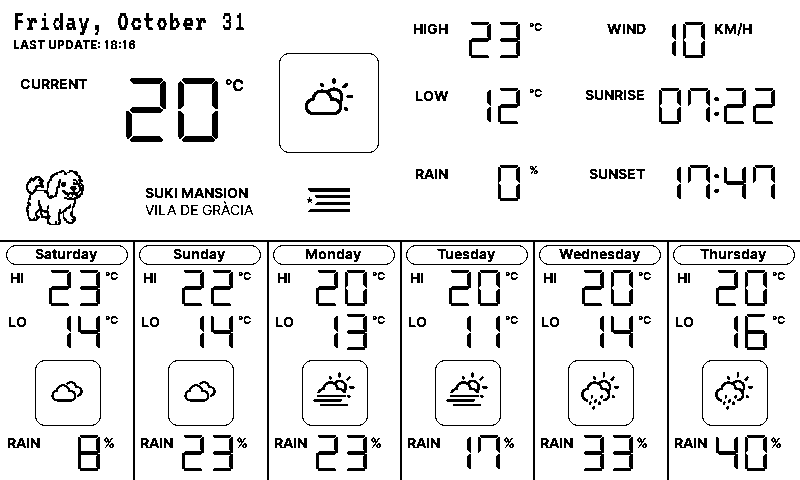 Friday, October 31
LAST UPDATE: 18:16
CURRENT 20 °C
SUKI MANSION
VILA DE GRÀCIA
HIGH 23 °C
WIND 10 KM/H
LOW 12 °C
SUNRISE 07:22
RAIN 0 %
SUNSET 17:47
Saturday
HI 23 °C
LO 14 °C
RAIN 8 %
Sunday
HI 22 °C
LO 14 °C
RAIN 23 %
Monday
HI 20 °C
LO 13 °C
RAIN 23 %
Tuesday
HI 20 °C
LO 11 °C
RAIN 17 %
Wednesday
HI 20 °C
LO 14 °C
RAIN 33 %
Thursday
HI 20 °C
LO 16 °C
RAIN 40 %